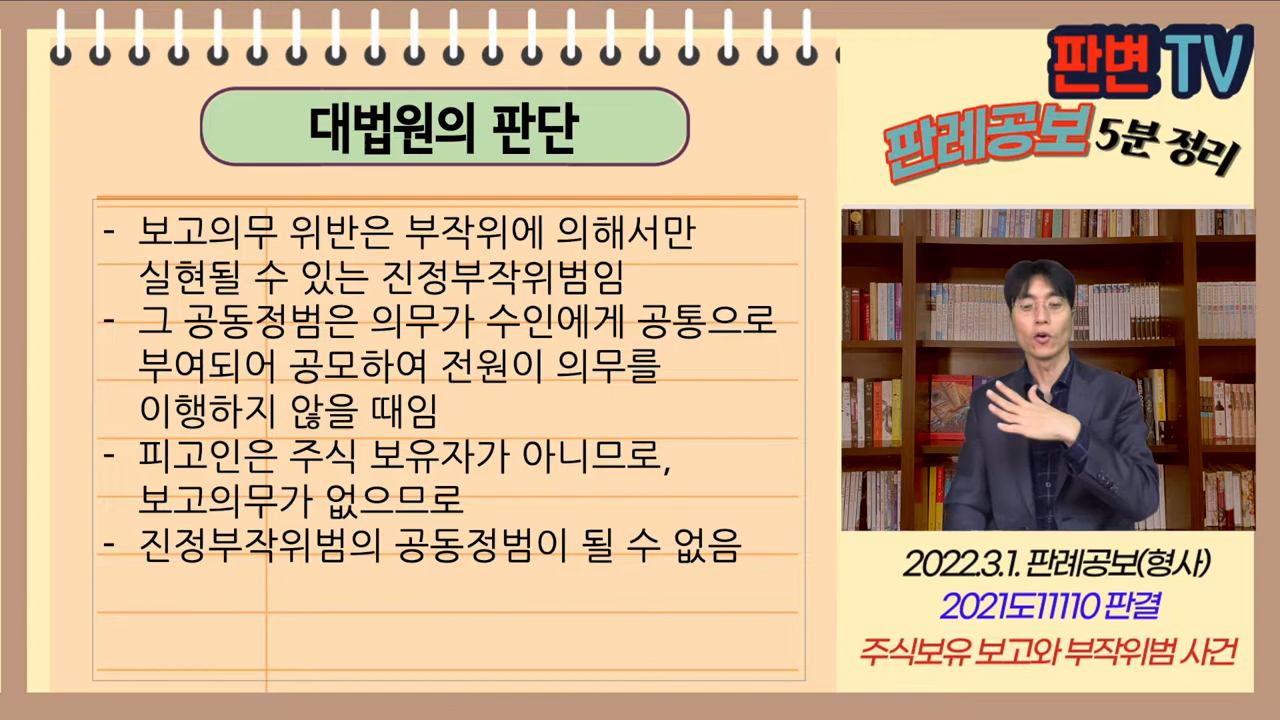 대법원의 판단
- 보고의무 위반은 부작위에 의해서만
실현될 수 있는 진정부작위범임
- 그 공동정범은 의무가 수인에게 공통으로
부여되어 공모하여 전원이 의무를
이행하지 않을 때임
- 피고인은 주식 보유자가 아니므로,
보고의무가 없으므로
- 진정부작위범의 공동정범이 될 수 없음
판변 TV
판례공보 5분 정리
2022.3.1. 판례공보(형사)
2021도11110 판결
주식보유 보고와 부작위범 사건